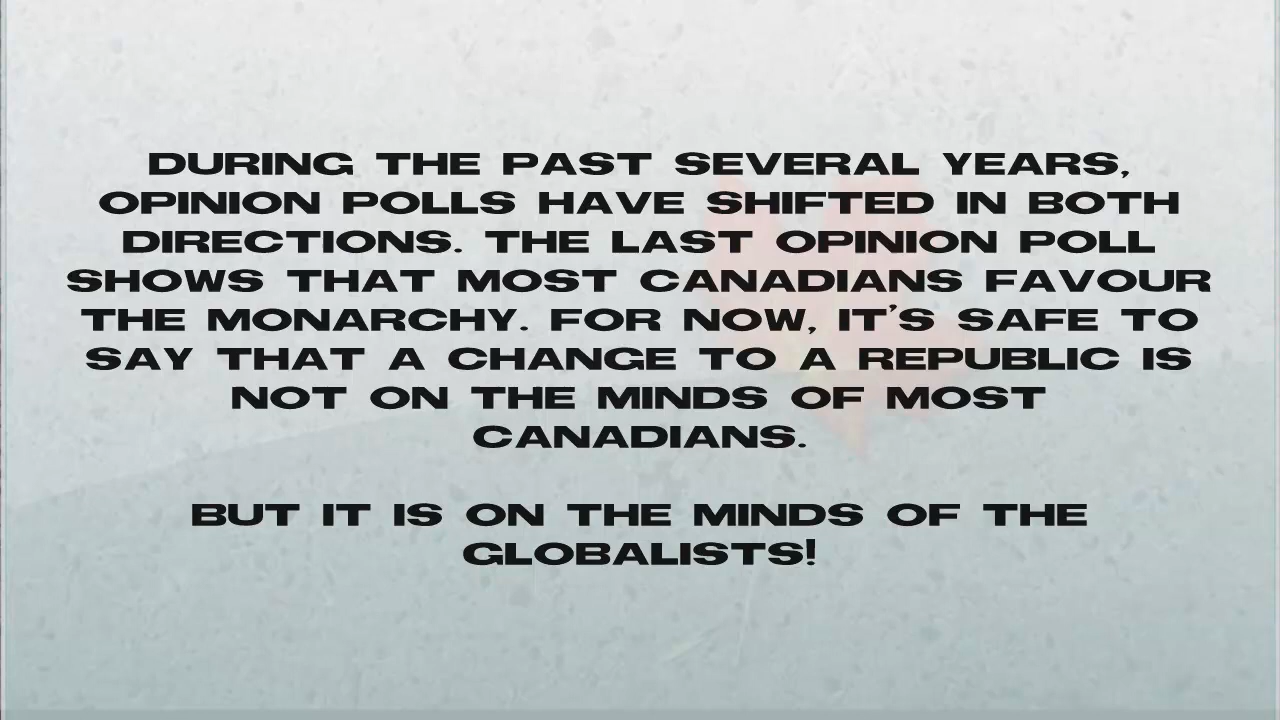 DURING THE PAST SEVERAL YEARS,
OPINION POLLS HAVE SHIFTED IN BOTH
DIRECTIONS. THE LAST OPINION POLL
SHOWS THAT MOST CANADIANS FAVOUR
THE MONARCHY. FOR NOW, IT'S SAFE TO
SAY THAT A CHANGE TO A REPUBLIC IS
NOT ON THE MINDS OF MOST
CANADIANS.
BUT IT IS ON THE MINDS OF THE
GLOBALISTS!